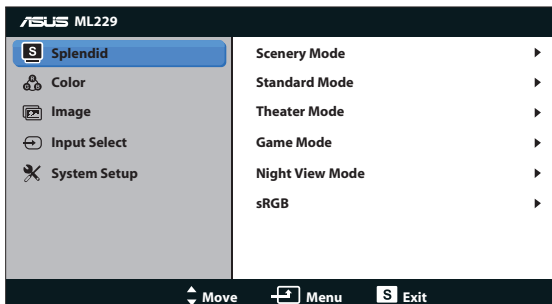 ASUS ML229
S Splendid
Color
Image
Input Select
System Setup
Scenery Mode
Standard Mode
Theater Mode
Game Mode
Night View Mode
sRGB
Move Menu S Exit